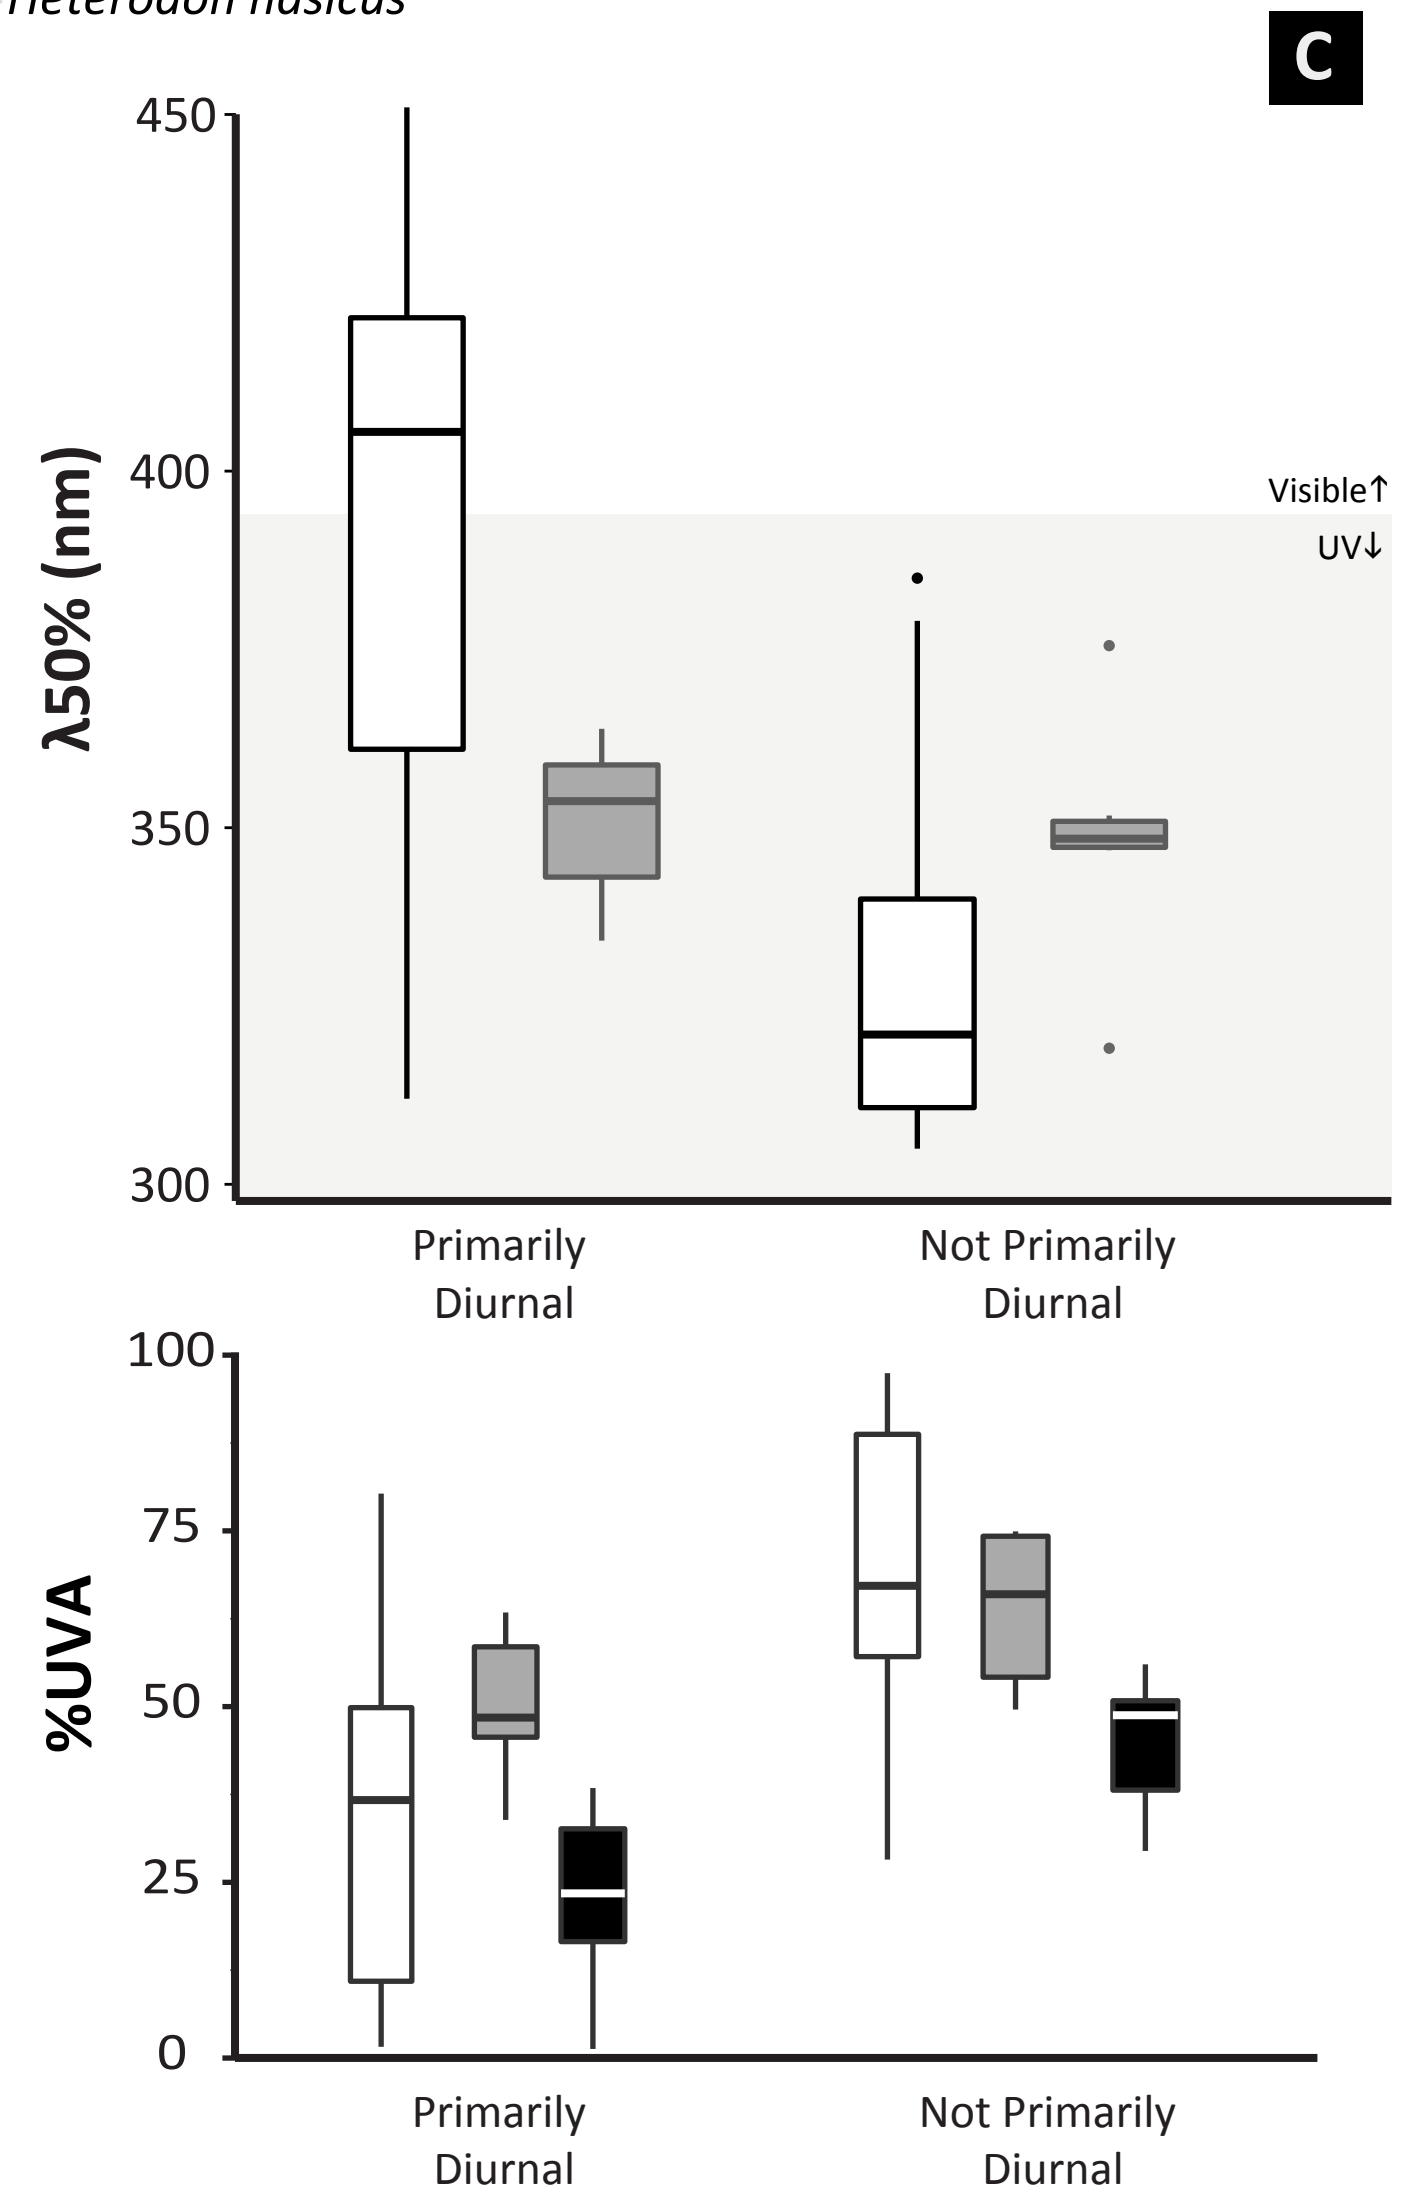 Heterodon nasicus
C
450
400
350
300
λ50% (nm)
Visible↑
UV↓
Primarily
Diurnal
Not Primarily
Diurnal
100
75
50
25
0
%UVA
Primarily
Diurnal
Not Primarily
Diurnal